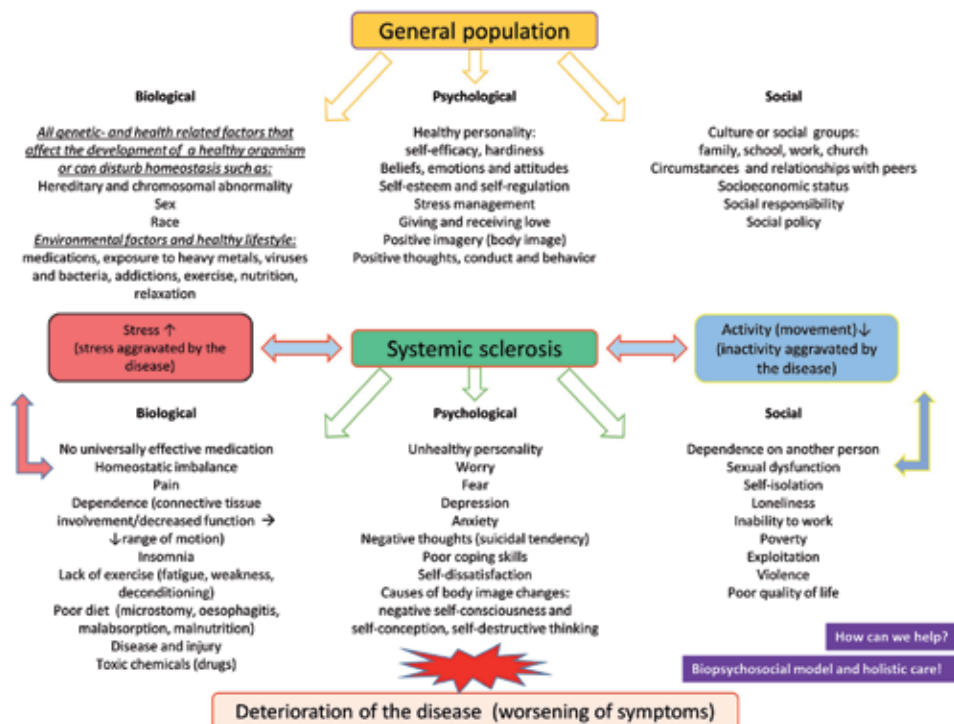 General population
Biological
All genetic- and health related factors that
affect the development of a healthy organism
or can disturb homeostasis such as:
Hereditary and chromosomal abnormality
Sex
Race
Environmental factors and healthy lifestyle:
medications, exposure to heavy metals, viruses
and bacteria, addictions, exercise, nutrition,
relaxation
Psychological
Healthy personality:
self-efficacy, hardiness
Beliefs, emotions and attitudes
Self-esteem and self-regulation
Stress management
Giving and receiving love
Positive imagery (body image)
Positive thoughts, conduct and behavior
Social
Culture or social groups:
family, school, work, church
Circumstances and relationships with peers
Socioeconomic status
Social responsibility
Social policy
Stress ↑
(stress aggravated by the
disease)
Systemic sclerosis
Activity (movement)↓
(inactivity aggravated by
the disease)
Biological
No universally effective medication
Homeostatic imbalance
Pain
Dependence (connective tissue
involvement/decreased function →
↓range of motion)
Insomnia
Lack of exercise (fatigue, weakness,
deconditioning)
Poor diet (microstomy, oesophagitis,
malabsorption, malnutrition)
Disease and injury
Toxic chemicals (drugs)
Psychological
Unhealthy personality
Worry
Fear
Depression
Anxiety
Negative thoughts (suicidal tendency)
Poor coping skills
Self-dissatisfaction
Causes of body image changes:
negative self-consciousness and
self-conception, self-destructive thinking
Social
Dependence on another person
Sexual dysfunction
Self-isolation
Loneliness
Inability to work
Poverty
Exploitation
Violence
Poor quality of life
How can we help?
Biopsychosocial model and holistic care!
Deterioration of the disease (worsening of symptoms)